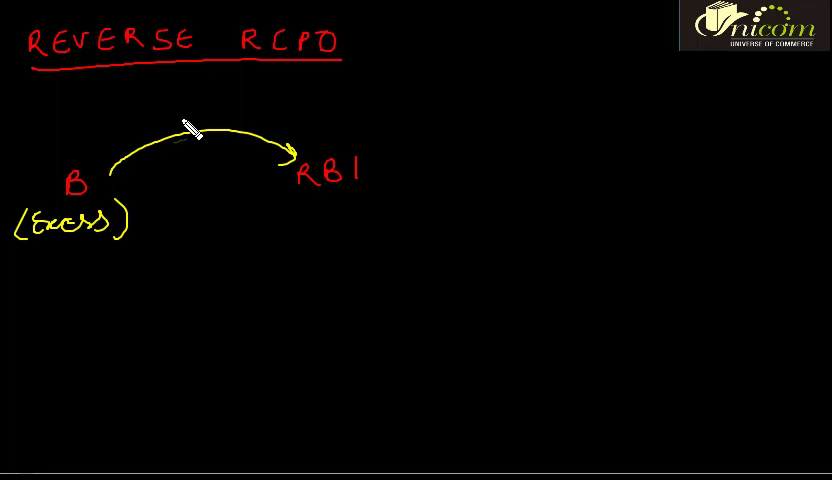 REVERSE REPO
Unicom
UNIVERSE OF COMMERCE
B
RBI
(Excess)